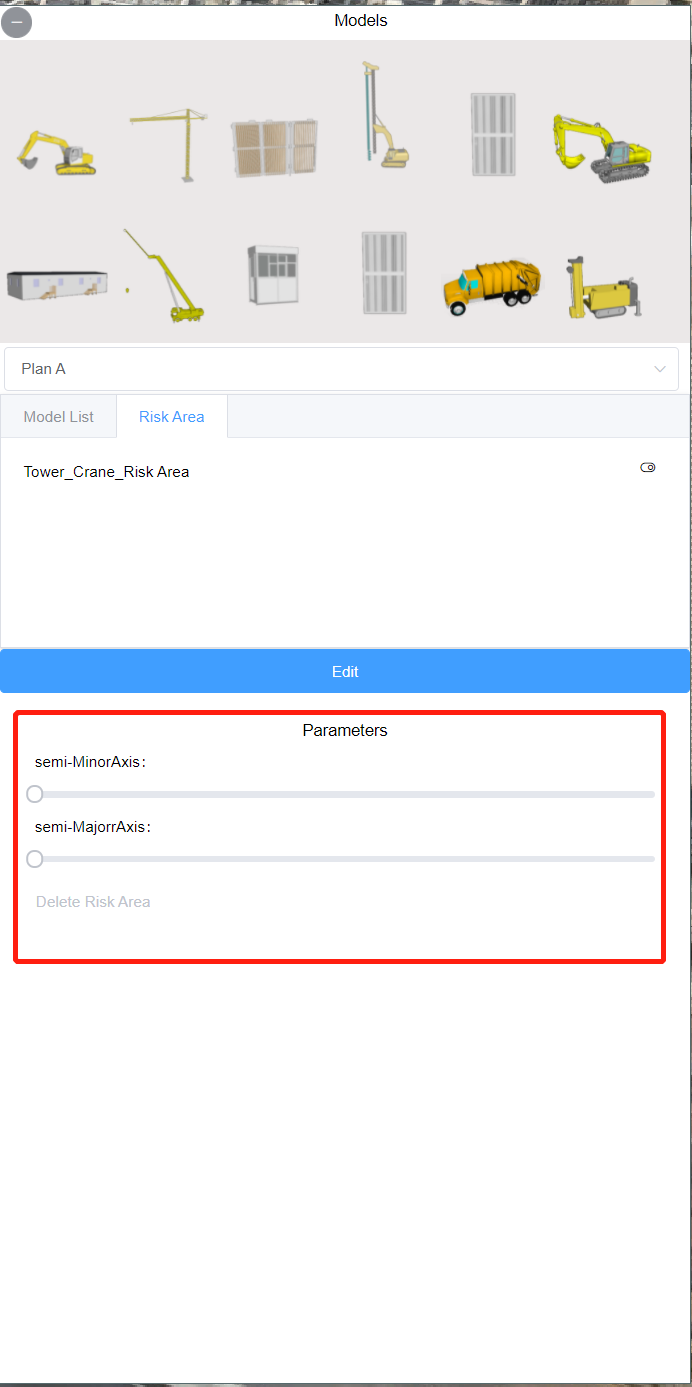 Models
Plan A
Model List
Risk Area
Tower_Crane_Risk Area
Edit
Parameters
semi-MinorAxis:
semi-MajorrAxis:
Delete Risk Area